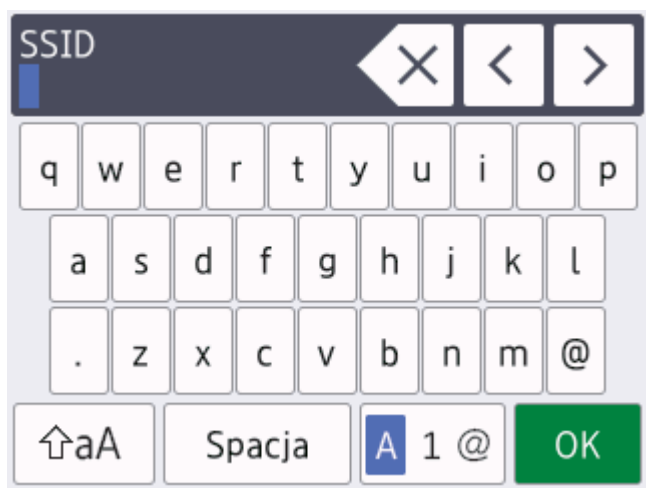 SSID
q w e r t y u i o p
a s d f g h j k l
. z x c v b n m @
aA Spacja A 1 @ OK